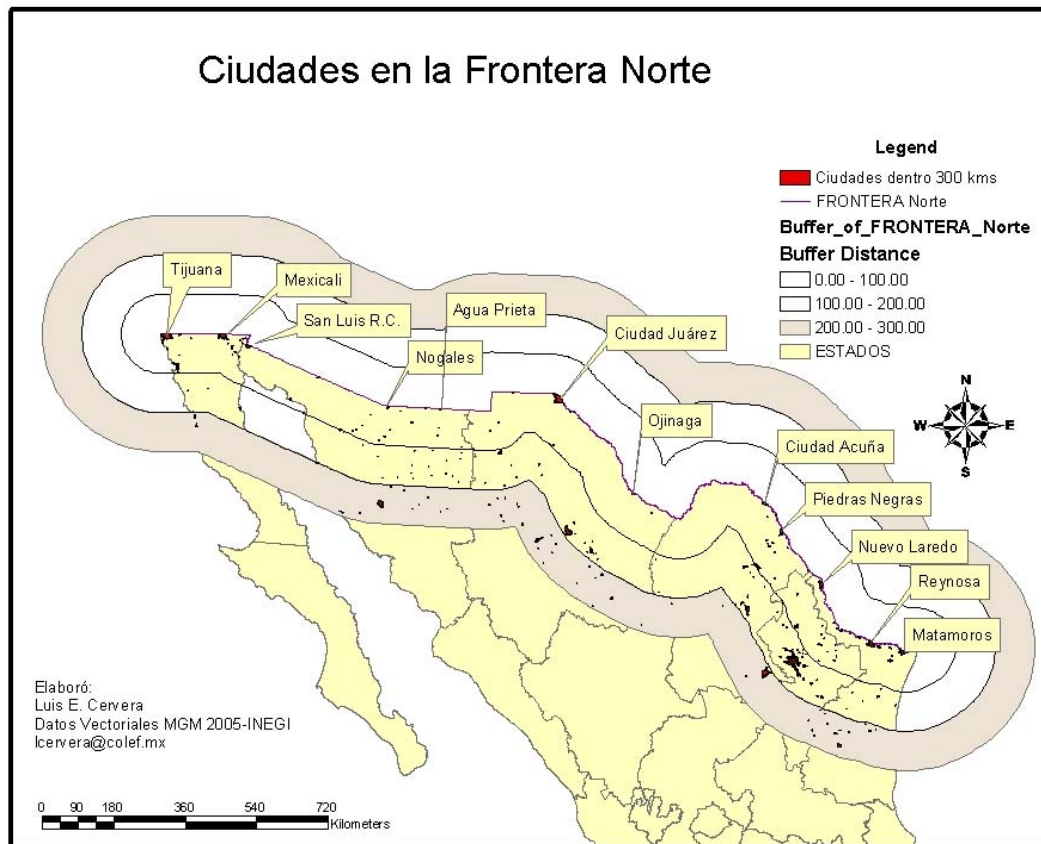 Ciudades en la Frontera Norte
Legend
Ciudades dentro 300 kms
FRONTERA Norte
Buffer_of_FRONTERA_Norte
Buffer Distance
0.00 - 100.00
100.00 - 200.00
200.00 - 300.00
ESTADOS
Tijuana
Mexicali
San Luis R.C.
Agua Prieta
Nogales
Ciudad Juárez
Ojinaga
Ciudad Acuña
Piedras Negras
Nuevo Laredo
Reynosa
Matamoros
N
W
E
S
Elaboró:
Luis E. Cervera
Datos Vectoriales MGM 2005-INEGI
lcervera@colef.mx
0 90 180 360 540 720
Kilometers